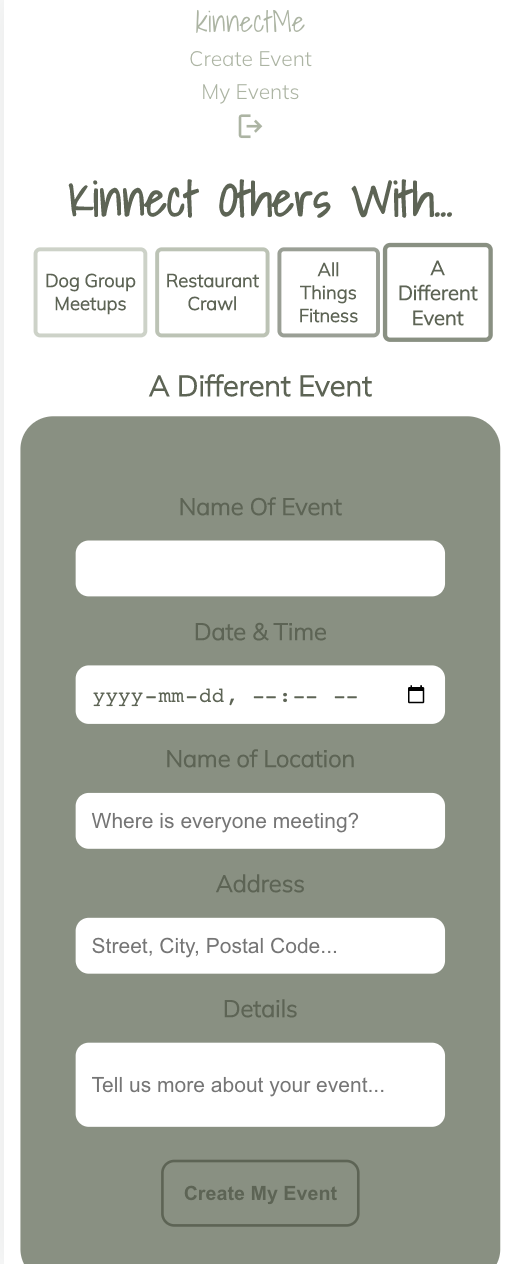 kinnectMe
Create Event
My Events
Kinnect Others With...
Dog Group
Meetups
Restaurant
Crawl
All
Things
Fitness
A
Different
Event
A Different Event
Name Of Event
Date & Time
yyyy-mm-dd, --:-- --
Name of Location
Where is everyone meeting?
Address
Street, City, Postal Code...
Details
Tell us more about your event...
Create My Event